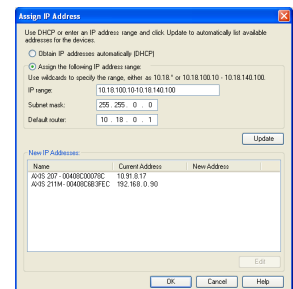 Assign IP Address
Use DHCP or enter an IP address range and click Update to automatically list available
addresses for the devices.
Obtain IP addresses automatically (DHCP)
Assign the following IP address range:
Use wildcards to specify the range, either as 10.18.* or 10.18.100.10 - 10.18.140.100.
IP range: 10.18.100.10-10.18.140.100
Subnet mask: 255 . 255 . 0 . 0
Default router: 10 . 18 . 0 . 1
Update
New IP Addresses:
Name Current Address New Address
AXIS 207 - 00408C00078C 10.91.8.17
AXIS 211M - 00408C6B3FEC 192.168.0.90
Edit
OK Cancel Help